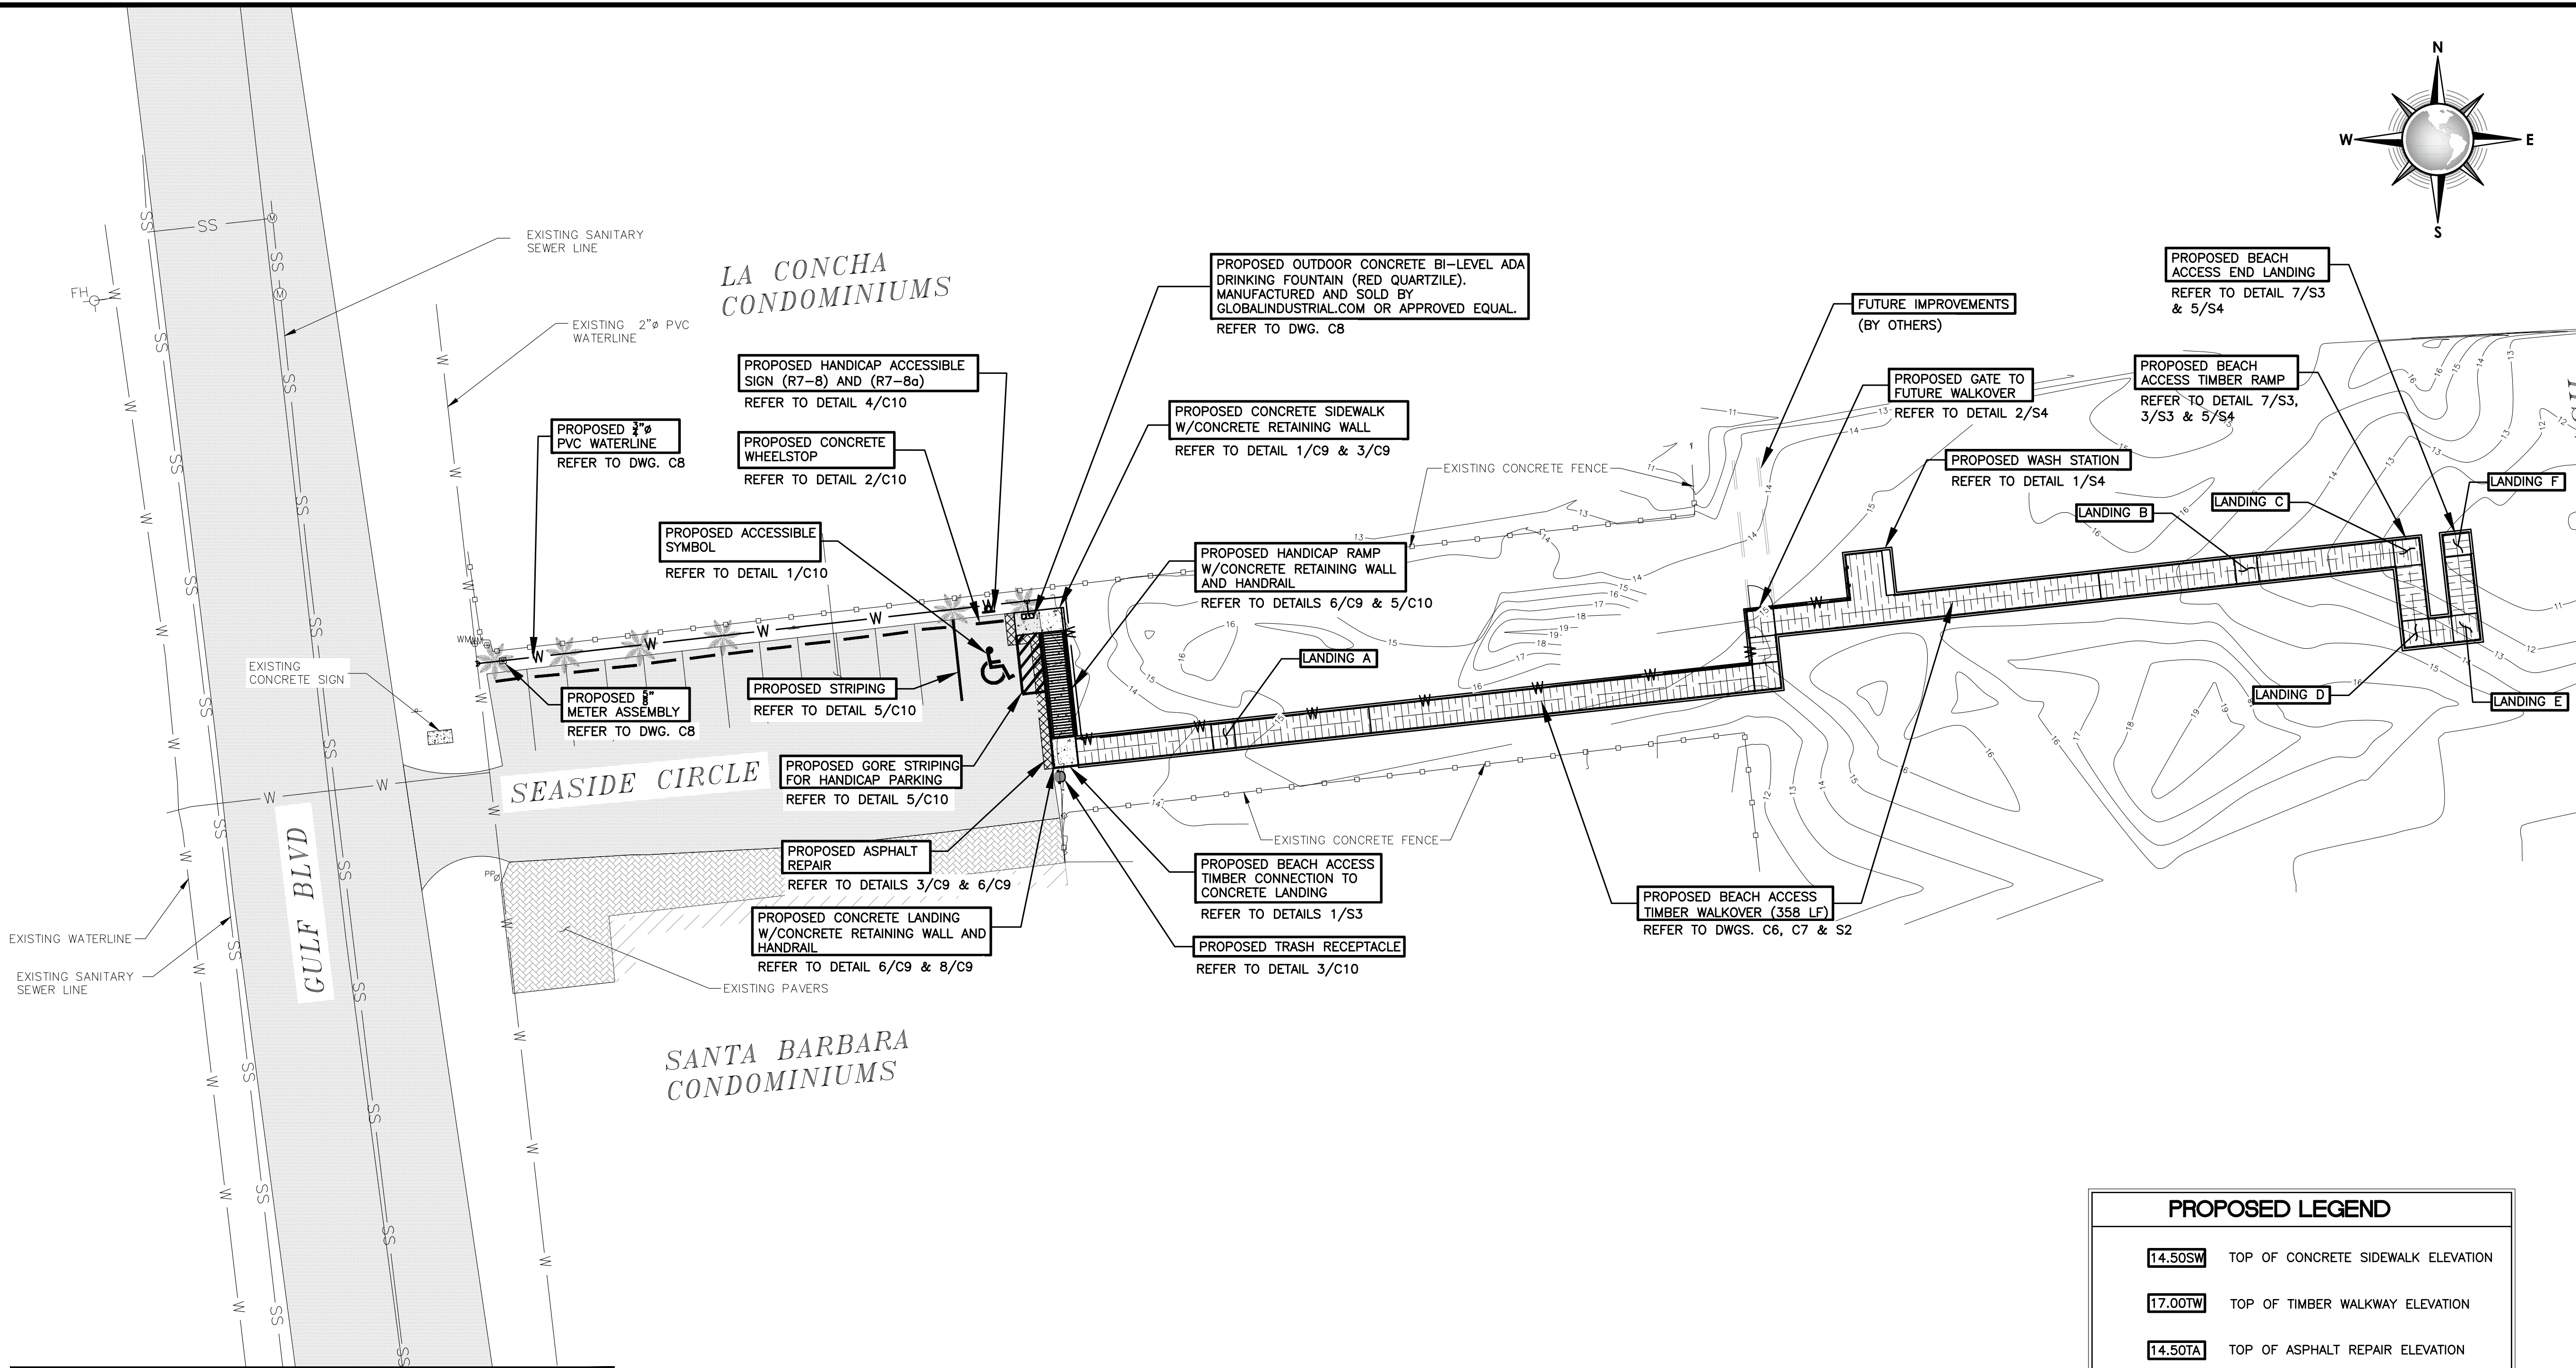 N
W
E
S
EXISTING SANITARY
SEWER LINE
FH
EXISTING 2"ø PVC
WATERLINE
LA CONCHA
CONDOMINIUMS
PROPOSED OUTDOOR CONCRETE BI-LEVEL ADA
DRINKING FOUNTAIN (RED QUARTZILE).
MANUFACTURED AND SOLD BY
GLOBALINDUSTRIAL.COM OR APPROVED EQUAL.
REFER TO DWG. C8
FUTURE IMPROVEMENTS
(BY OTHERS)
PROPOSED BEACH
ACCESS END LANDING
REFER TO DETAIL 7/S3
& 5/S4
PROPOSED HANDICAP ACCESSIBLE
SIGN (R7-8) AND (R7-8a)
REFER TO DETAIL 4/C10
PROPOSED GATE TO
FUTURE WALKOVER
REFER TO DETAIL 2/S4
PROPOSED BEACH
ACCESS TIMBER RAMP
REFER TO DETAIL 7/S3,
3/S3 & 5/S4
PROPOSED ¾"ø
PVC WATERLINE
REFER TO DWG. C8
PROPOSED CONCRETE
WHEELSTOP
REFER TO DETAIL 2/C10
PROPOSED CONCRETE SIDEWALK
W/CONCRETE RETAINING WALL
REFER TO DETAIL 1/C9 & 3/C9
EXISTING CONCRETE FENCE
PROPOSED WASH STATION
REFER TO DETAIL 1/S4
LANDING F
LANDING C
LANDING B
PROPOSED ACCESSIBLE
SYMBOL
REFER TO DETAIL 1/C10
PROPOSED HANDICAP RAMP
W/CONCRETE RETAINING WALL
AND HANDRAIL
REFER TO DETAILS 6/C9 & 5/C10
EXISTING
CONCRETE SIGN
PROPOSED ⅝"
METER ASSEMBLY
REFER TO DWG. C8
PROPOSED STRIPING
REFER TO DETAIL 5/C10
LANDING A
LANDING D
LANDING E
SEASIDE CIRCLE
PROPOSED GORE STRIPING
FOR HANDICAP PARKING
REFER TO DETAIL 5/C10
GULF BLVD
PP
EXISTING CONCRETE FENCE
PROPOSED ASPHALT
REPAIR
REFER TO DETAILS 3/C9 & 6/C9
PROPOSED BEACH ACCESS
TIMBER CONNECTION TO
CONCRETE LANDING
REFER TO DETAILS 1/S3
PROPOSED BEACH ACCESS
TIMBER WALKOVER (358 LF)
REFER TO DWGS. C6, C7 & S2
PROPOSED CONCRETE LANDING
W/CONCRETE RETAINING WALL AND
HANDRAIL
REFER TO DETAIL 6/C9 & 8/C9
PROPOSED TRASH RECEPTACLE
REFER TO DETAIL 3/C10
EXISTING WATERLINE
EXISTING SANITARY
SEWER LINE
EXISTING PAVERS
SANTA BARBARA
CONDOMINIUMS
PROPOSED LEGEND
14.50SW TOP OF CONCRETE SIDEWALK ELEVATION
17.00TW TOP OF TIMBER WALKWAY ELEVATION
14.50TA TOP OF ASPHALT REPAIR ELEVATION